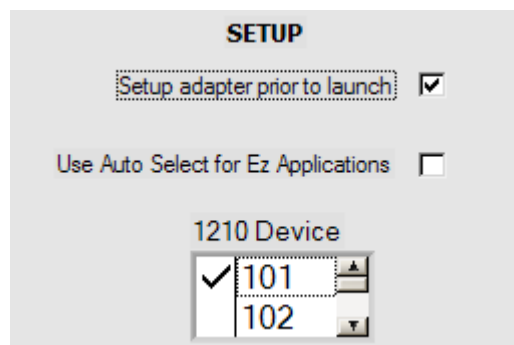 SETUP
Setup adapter prior to launch
Use Auto Select for Ez Applications
1210 Device
101
102